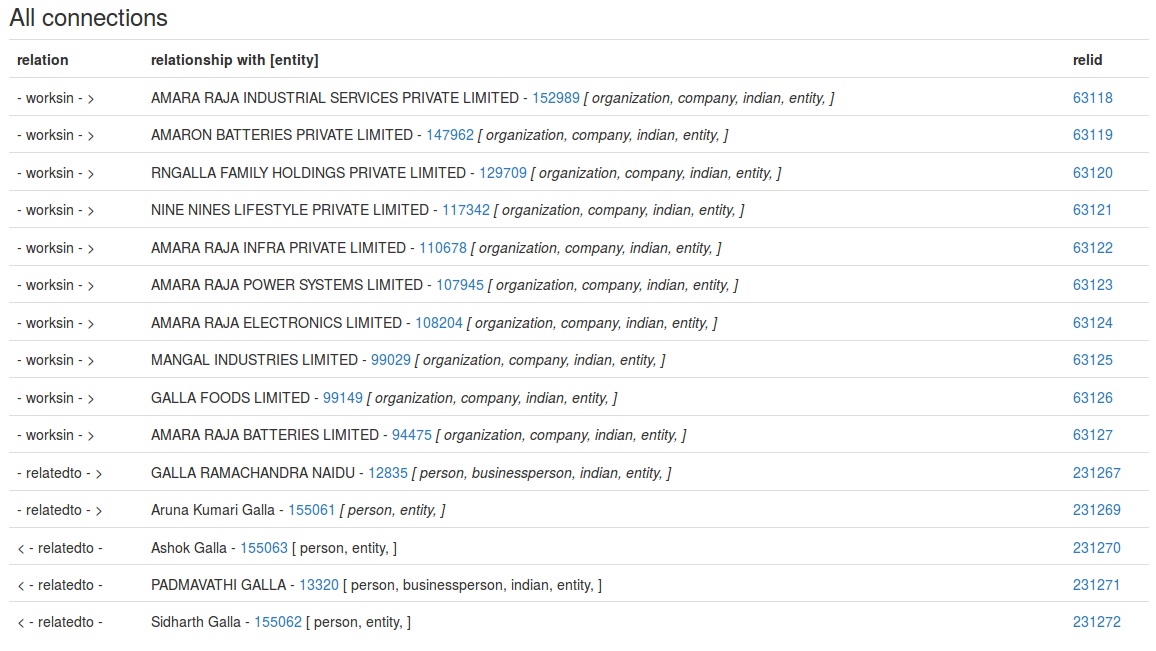 All connections
relation relationship with [entity] relid
- worksin - > AMARA RAJA INDUSTRIAL SERVICES PRIVATE LIMITED - 152989 [ organization, company, indian, entity, ] 63118
- worksin - > AMARON BATTERIES PRIVATE LIMITED - 147962 [ organization, company, indian, entity, ] 63119
- worksin - > RNGALLA FAMILY HOLDINGS PRIVATE LIMITED - 129709 [ organization, company, indian, entity, ] 63120
- worksin - > NINE NINES LIFESTYLE PRIVATE LIMITED - 117342 [ organization, company, indian, entity, ] 63121
- worksin - > AMARA RAJA INFRA PRIVATE LIMITED - 110678 [ organization, company, indian, entity, ] 63122
- worksin - > AMARA RAJA POWER SYSTEMS LIMITED - 107945 [ organization, company, indian, entity, ] 63123
- worksin - > AMARA RAJA ELECTRONICS LIMITED - 108204 [ organization, company, indian, entity, ] 63124
- worksin - > MANGAL INDUSTRIES LIMITED - 99029 [ organization, company, indian, entity, ] 63125
- worksin - > GALLA FOODS LIMITED - 99149 [ organization, company, indian, entity, ] 63126
- worksin - > AMARA RAJA BATTERIES LIMITED - 94475 [ organization, company, indian, entity, ] 63127
- relatedto - > GALLA RAMACHANDRA NAIDU - 12835 [ person, businessperson, indian, entity, ] 231267
- relatedto - > Aruna Kumari Galla - 155061 [ person, entity, ] 231269
< - relatedto - Ashok Galla - 155063 [ person, entity, ] 231270
< - relatedto - PADMAVATHI GALLA - 13320 [ person, businessperson, indian, entity, ] 231271
< - relatedto - Sidharth Galla - 155062 [ person, entity, ] 231272